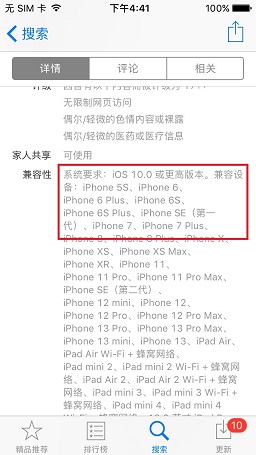 无 SIM 卡 下午4:41 100%
搜索
详情 评论 相关
无限制网页访问
偶尔/轻微的色情内容或裸露
偶尔/轻微的医药或医疗信息
家人共享 可使用
兼容性 系统要求：iOS 10.0 或更高版本。兼容设
备：iPhone 5S、iPhone 6、
iPhone 6 Plus、iPhone 6S、
iPhone 6S Plus、iPhone SE（第一
代）、iPhone 7、iPhone 7 Plus、
iPhone 8、iPhone 8 Plus、iPhone X、
iPhone XS、iPhone XS Max、
iPhone XR、iPhone 11、
iPhone 11 Pro、iPhone 11 Pro Max、
iPhone SE（第二代）、
iPhone 12 mini、iPhone 12、
iPhone 12 Pro、iPhone 12 Pro Max、
iPhone 13 Pro、iPhone 13 Pro Max、
iPhone 13 mini、iPhone 13、iPad Air、
iPad Air Wi-Fi + 蜂窝网络、
iPad mini 2、iPad mini 2 Wi-Fi + 蜂窝网
络、iPad Air 2、iPad Air 2 Wi-Fi + 蜂窝
网络、iPad mini 3、iPad mini 3 Wi-Fi +
蜂窝网络、iPad mini 4、iPad mini 4
精品推荐 排行榜 搜索 更新
10